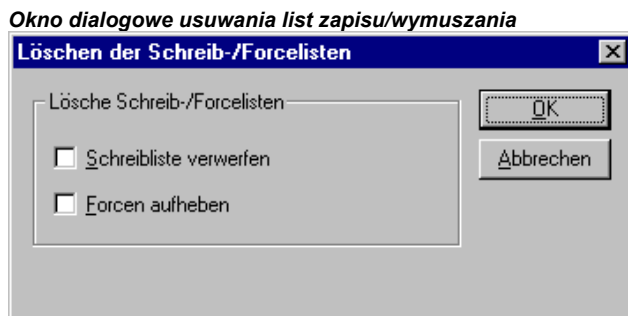 Okno dialogowe usuwania list zapisu/wymuszania
Löschen der Schreib-/Forcelisten
Lösche Schreib-/Forcelisten
OK
Schreibliste verwerfen
Abbrechen
Forcen aufheben